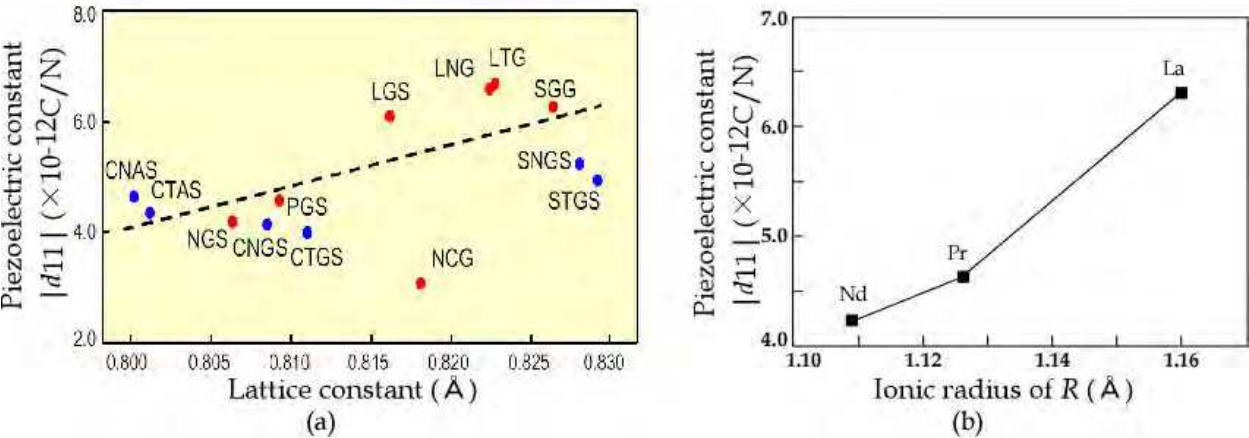 Piezoelectric constant
|d11| (×10-12C/N)
8.0
6.0
4.0
2.0
CNAS
CTAS
NGS
CNGS
PGS
CTGS
LGS
NCG
LNG
LTG
SGG
SNGS
STGS
0.800
0.805
0.810
0.815
0.820
0.825
0.830
Lattice constant (Å)
(a)
Piezoelectric constant
|d11| (×10-12C/N)
7.0
6.0
5.0
4.0
Nd
Pr
La
1.10
1.12
1.14
1.16
Ionic radius of R (Å)
(b)